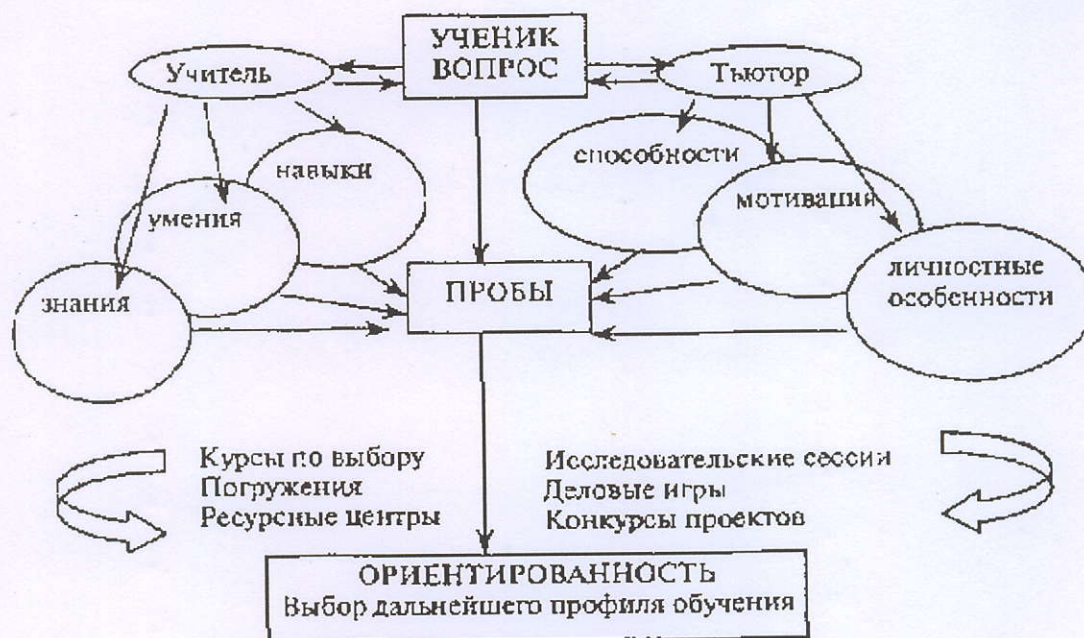 УЧЕНИК
ВОПРОС
Учитель
Тьютор
навыки
способности
умения
мотивация
знания
ПРОБЫ
личностные
особенности
Курсы по выбору
Погружения
Ресурсные центры
Исследовательские сессии
Деловые игры
Конкурсы проектов
ОРИЕНТИРОВАННОСТЬ
Выбор дальнейшего профиля обучения